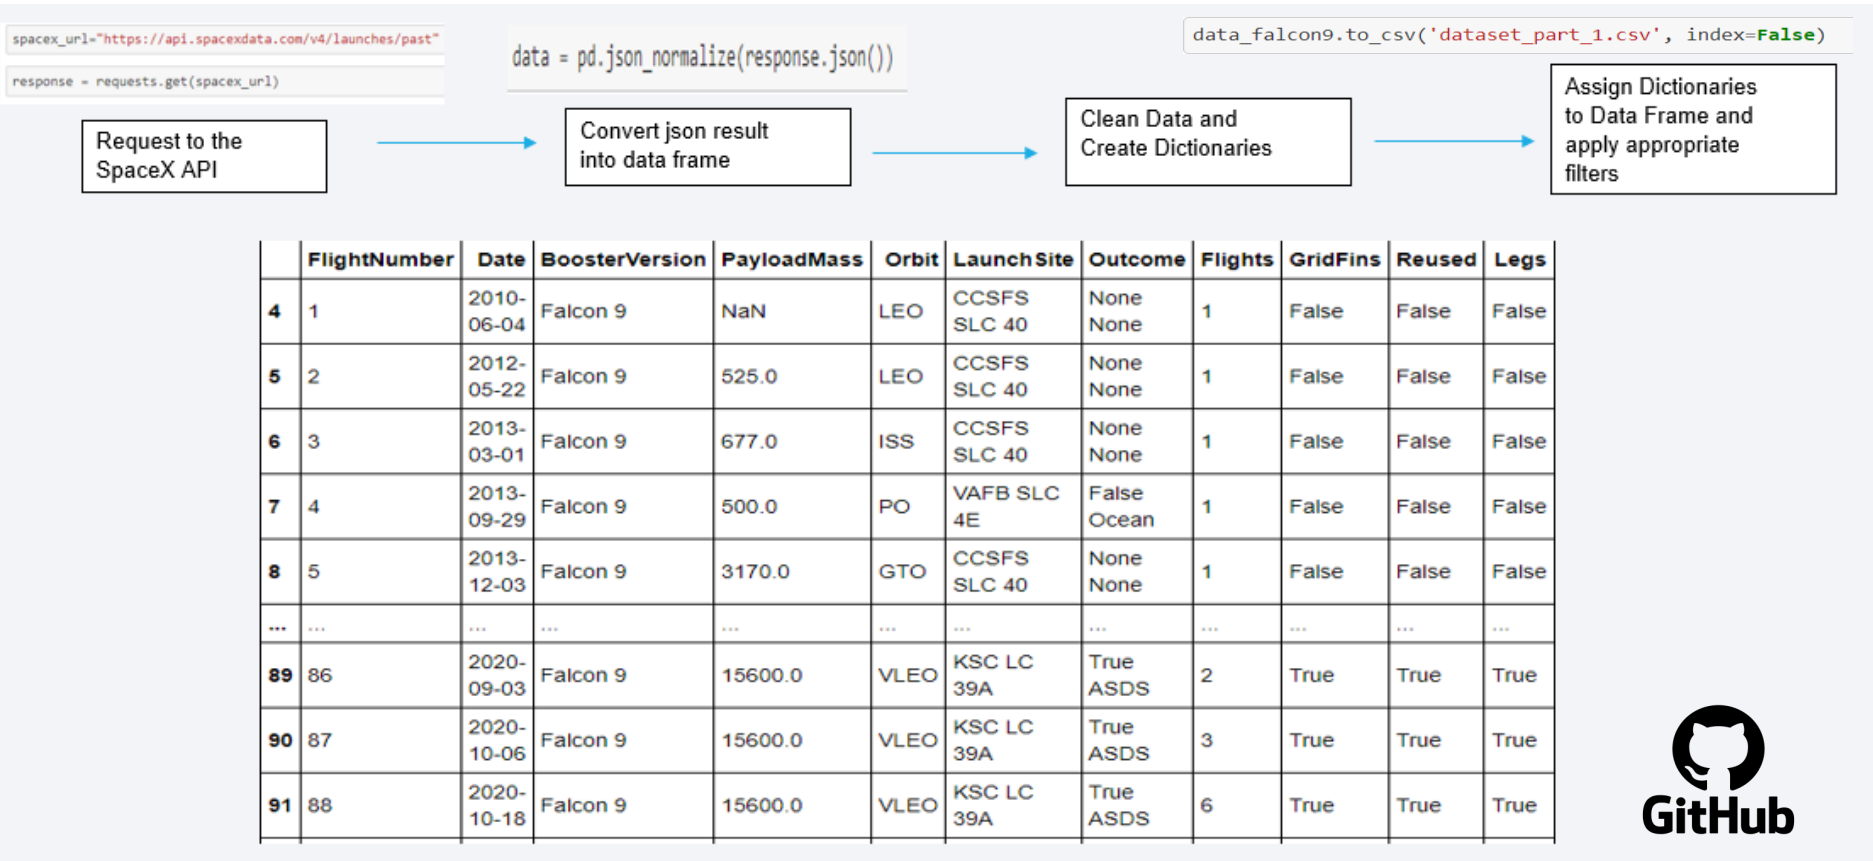 spacex_url="https://api.spacexdata.com/v4/launches/past"
response = requests.get(spacex_url)
data = pd.json_normalize(response.json())
data_falcon9.to_csv('dataset_part_1.csv', index=False)
Request to the
SpaceX API
Convert json result
into data frame
Clean Data and
Create Dictionaries
Assign Dictionaries
to Data Frame and
apply appropriate
filters
FlightNumber Date BoosterVersion PayloadMass Orbit LaunchSite Outcome Flights GridFins Reused Legs
2010- CCSFS None
4 1 Falcon 9 NaN LEO 1 False False False
06-04 SLC 40 None
2012- CCSFS None
5 2 Falcon 9 525.0 LEO 1 False False False
05-22 SLC 40 None
2013- CCSFS None
6 3 Falcon 9 677.0 ISS 1 False False False
03-01 SLC 40 None
2013- VAFB SLC False
7 4 Falcon 9 500.0 PO 1 False False False
09-29 4E Ocean
2013- CCSFS None
8 5 Falcon 9 3170.0 GTO 1 False False False
12-03 SLC 40 None
... ... ... ... ... ... ... ... ... ... ... ...
2020- KSC LC True
89 86 Falcon 9 15600.0 VLEO 2 True True True
09-03 39A ASDS
2020- KSC LC True
90 87 Falcon 9 15600.0 VLEO 3 True True True
10-06 39A ASDS
2020- KSC LC True
91 88 Falcon 9 15600.0 VLEO 6 True True True
10-18 39A ASDS
GitHub